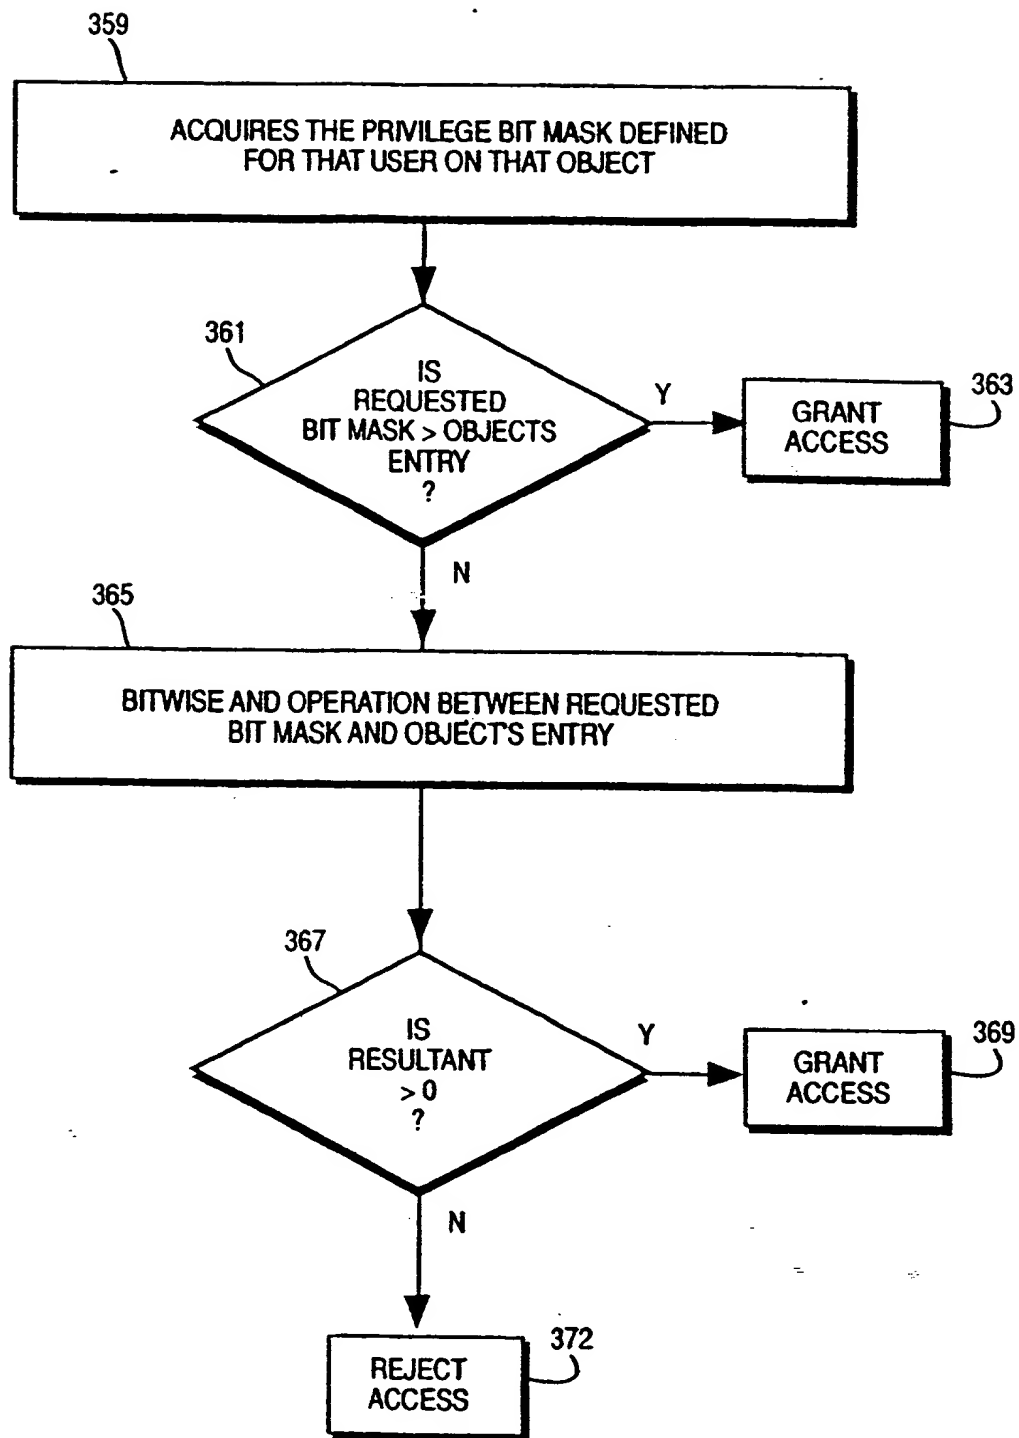 359
ACQUIRES THE PRIVILEGE BIT MASK DEFINED
FOR THAT USER ON THAT OBJECT
361
IS
REQUESTED
BIT MASK > OBJECTS
ENTRY
?
Y
GRANT
ACCESS
363
N
365
BITWISE AND OPERATION BETWEEN REQUESTED
BIT MASK AND OBJECT'S ENTRY
367
IS
RESULTANT
> 0
?
Y
GRANT
ACCESS
369
N
REJECT
ACCESS
372